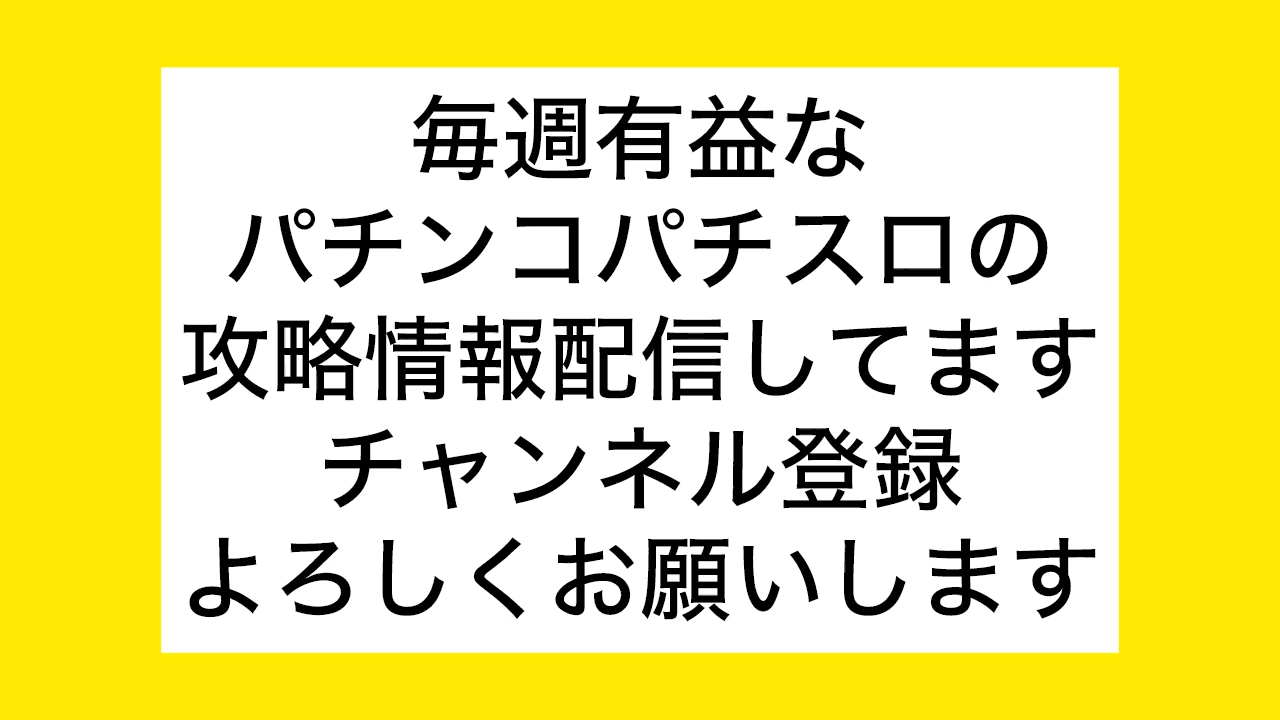 毎週有益な
パチンコパチスロの
攻略情報配信してます
チャンネル登録
よろしくお願いします